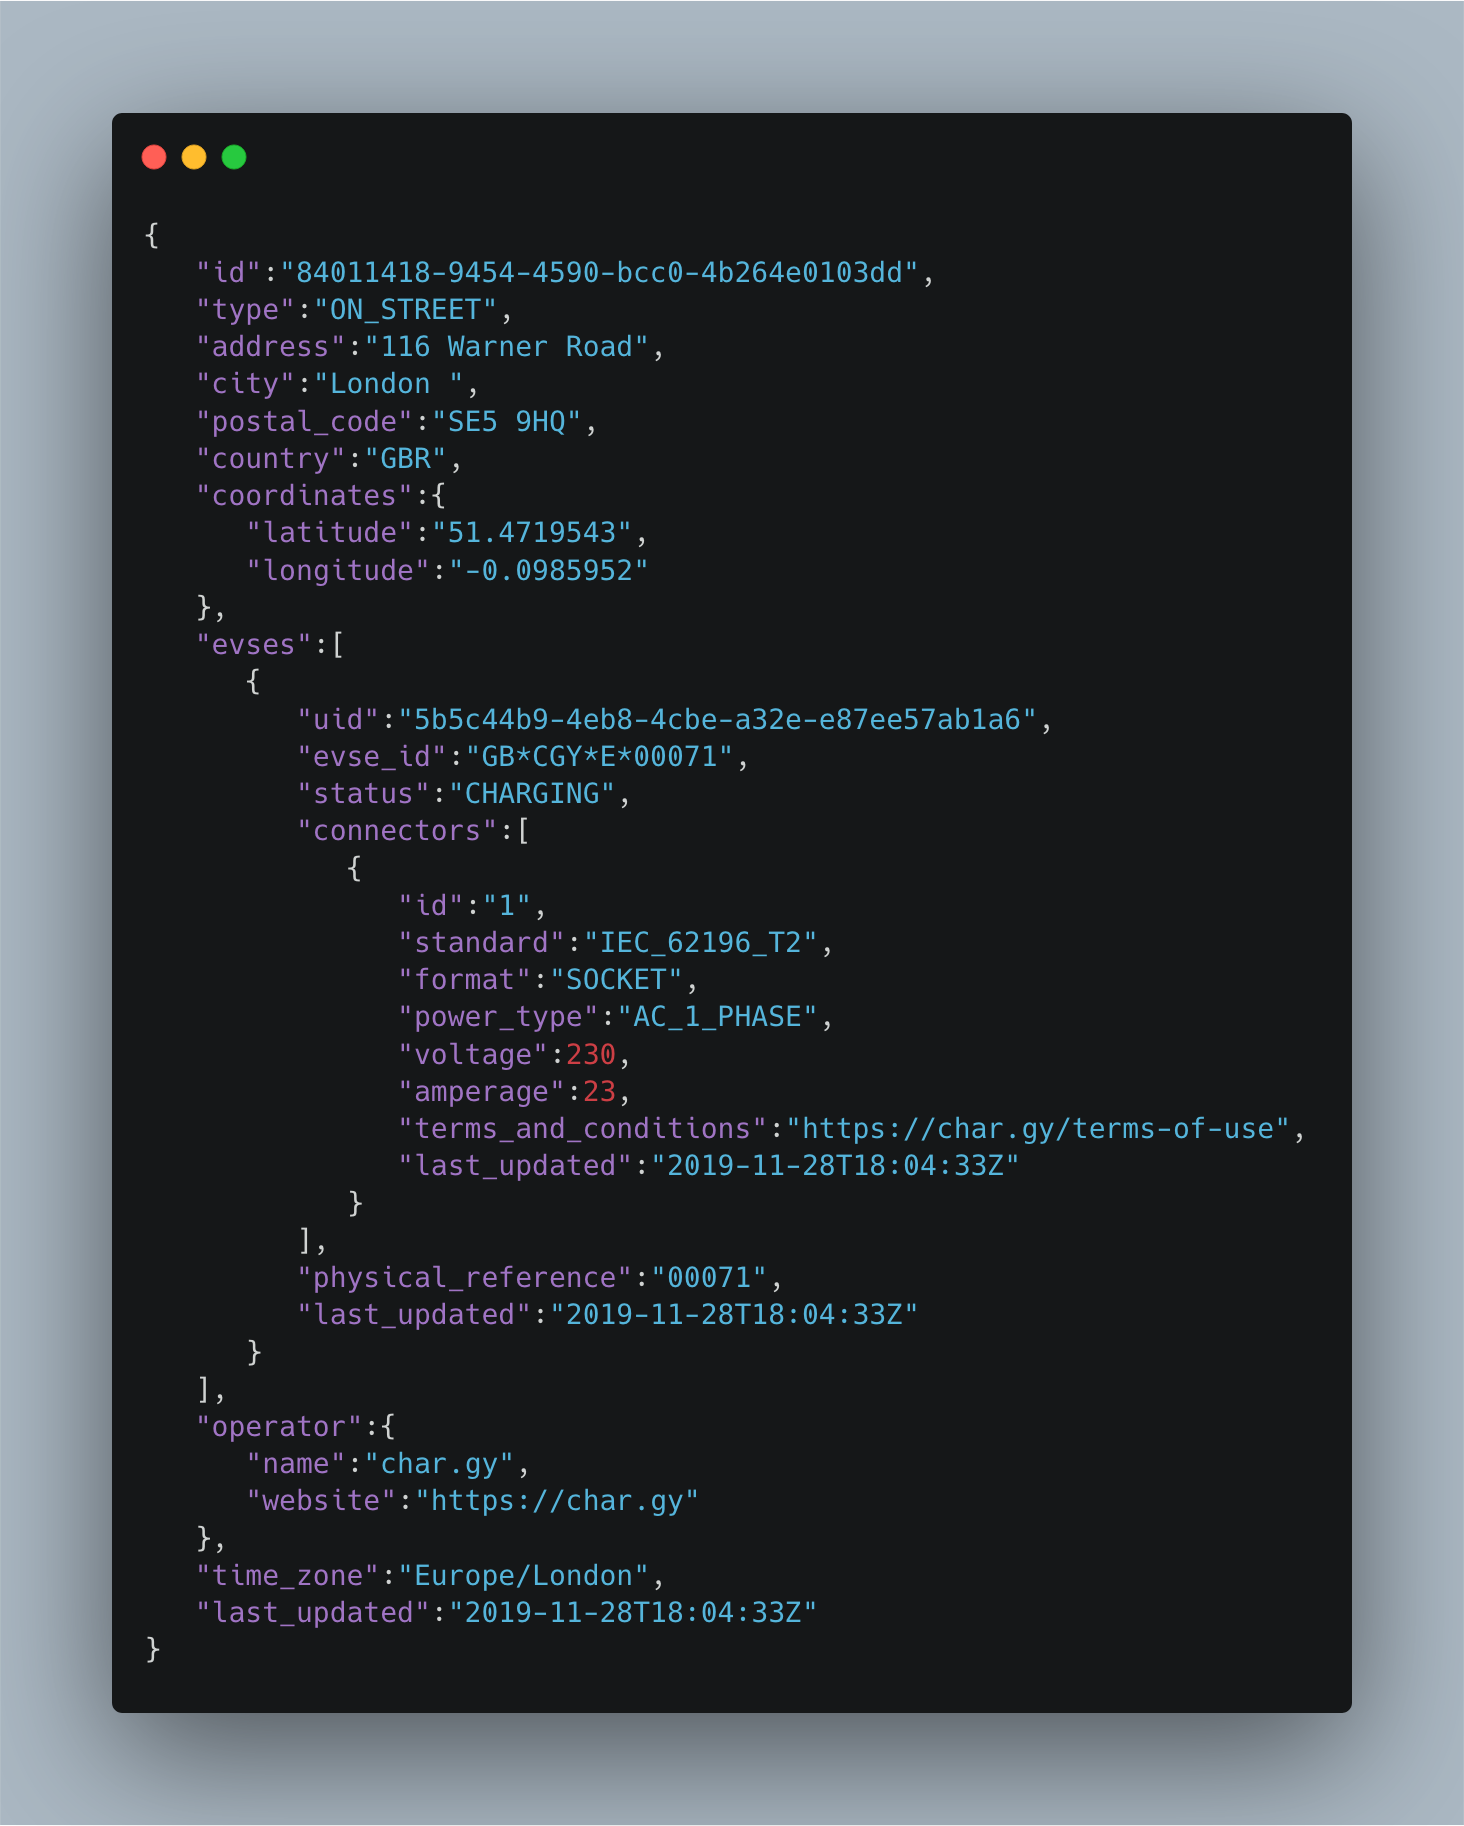 {
   "id":"84011418-9454-4590-bcc0-4b264e0103dd",
   "type":"ON_STREET",
   "address":"116 Warner Road",
   "city":"London ",
   "postal_code":"SE5 9HQ",
   "country":"GBR",
   "coordinates":{
      "latitude":"51.4719543",
      "longitude":"-0.0985952"
   },
   "evses":[
      {
         "uid":"5b5c44b9-4eb8-4cbe-a32e-e87ee57ab1a6",
         "evse_id":"GB*CGY*E*00071",
         "status":"CHARGING",
         "connectors":[
            {
               "id":"1",
               "standard":"IEC_62196_T2",
               "format":"SOCKET",
               "power_type":"AC_1_PHASE",
               "voltage":230,
               "amperage":23,
               "terms_and_conditions":"https://char.gy/terms-of-use",
               "last_updated":"2019-11-28T18:04:33Z"
            }
         ],
         "physical_reference":"00071",
         "last_updated":"2019-11-28T18:04:33Z"
      }
   ],
   "operator":{
      "name":"char.gy",
      "website":"https://char.gy"
   },
   "time_zone":"Europe/London",
   "last_updated":"2019-11-28T18:04:33Z"
}